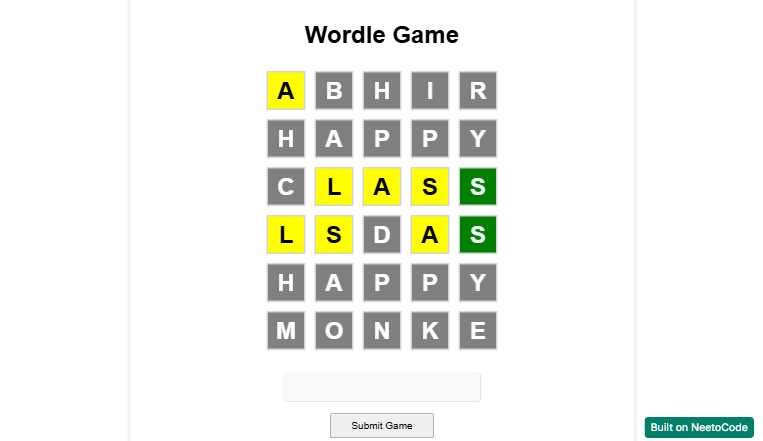 Wordle Game
A B H I R
H A P P Y
C L A S S
L S D A S
H A P P Y
M O N K E
Submit Game
Built on NeetoCode